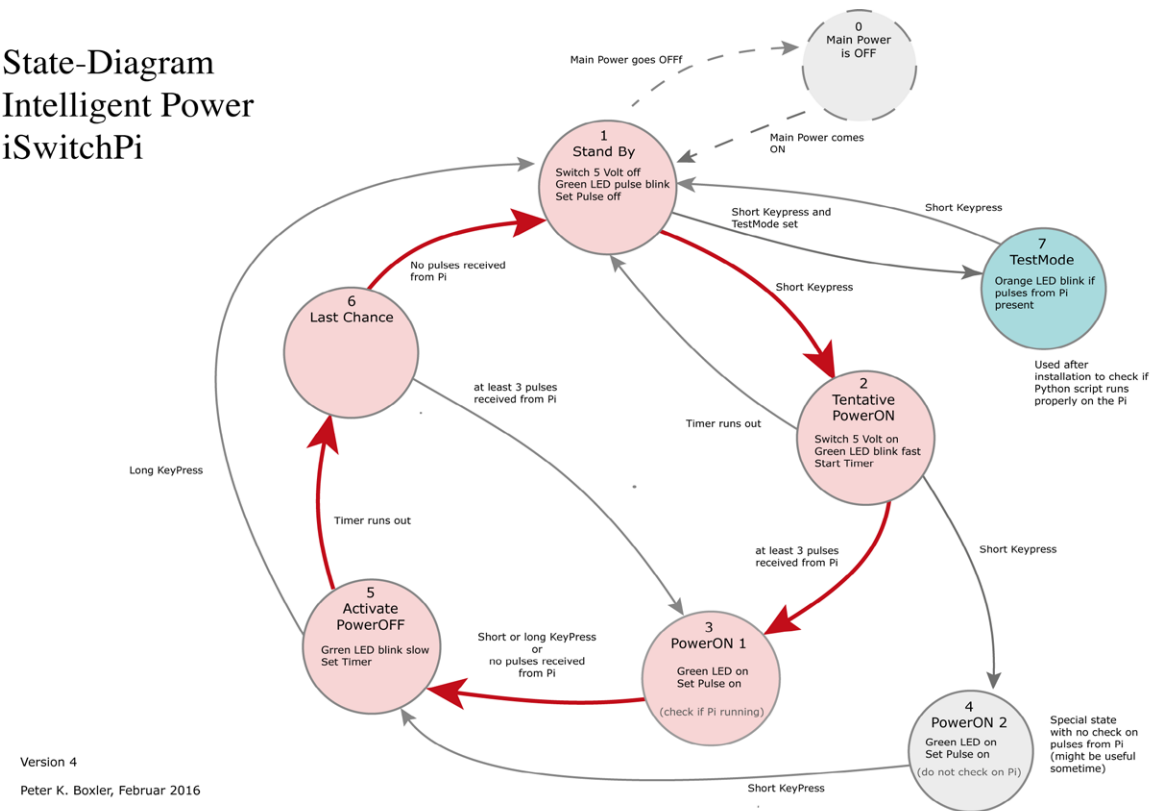 State-Diagram
Intelligent Power
iSwitchPi
0
Main Power
is OFF
Main Power goes OFFf
Main Power comes
ON
1
Stand By
Switch 5 Volt off
Green LED pulse blink
Set Pulse off
Short Keypress
Short Keypress and
TestMode set
7
TestMode
Orange LED blink if
pulses from Pi
present
Used after
installation to check if
Python script runs
properly on the Pi
No pulses received
from Pi
Short Keypress
6
Last Chance
2
Tentative
PowerON
Switch 5 Volt on
Green LED blink fast
Start Timer
at least 3 pulses
received from Pi
Timer runs out
Long KeyPress
Timer runs out
at least 3 pulses
received from Pi
Short Keypress
5
Activate
PowerOFF
Grren LED blink slow
Set Timer
Short or long KeyPress
or
no pulses received
from Pi
3
PowerON 1
Green LED on
Set Pulse on
(check if Pi running)
4
PowerON 2
Green LED on
Set Pulse on
(do not check on Pi)
Special state
with no check on
pulses from Pi
(might be useful
sometime)
Short KeyPress
Version 4
Peter K. Boxler, Februar 2016